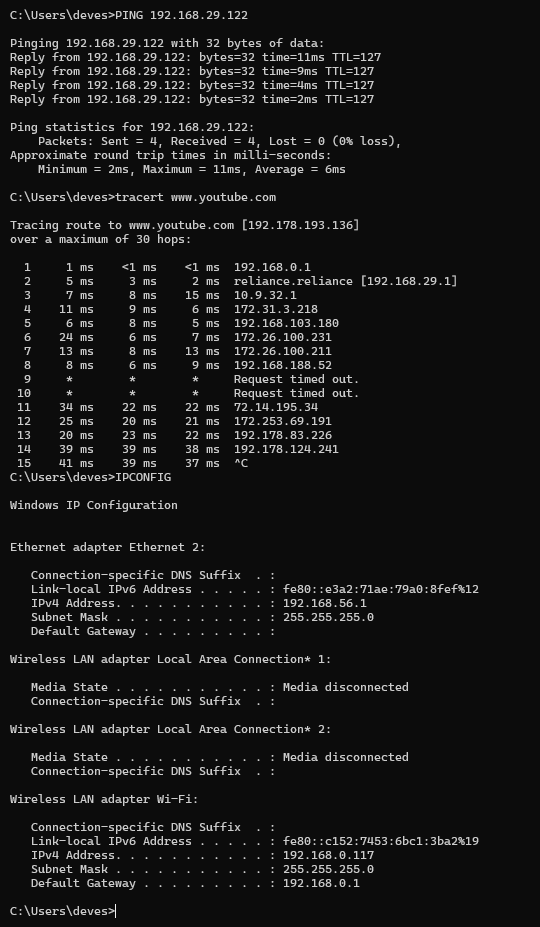 C:\Users\deves>PING 192.168.29.122

Pinging 192.168.29.122 with 32 bytes of data:
Reply from 192.168.29.122: bytes=32 time=11ms TTL=127
Reply from 192.168.29.122: bytes=32 time=9ms TTL=127
Reply from 192.168.29.122: bytes=32 time=4ms TTL=127
Reply from 192.168.29.122: bytes=32 time=2ms TTL=127

Ping statistics for 192.168.29.122:
    Packets: Sent = 4, Received = 4, Lost = 0 (0% loss),
Approximate round trip times in milli-seconds:
    Minimum = 2ms, Maximum = 11ms, Average = 6ms

C:\Users\deves>tracert www.youtube.com

Tracing route to www.youtube.com [192.178.193.136]
over a maximum of 30 hops:

  1     1 ms    <1 ms    <1 ms  192.168.0.1
  2     5 ms     3 ms     2 ms  reliance.reliance [192.168.29.1]
  3     7 ms     8 ms    15 ms  10.9.32.1
  4    11 ms     9 ms     6 ms  172.31.3.218
  5     6 ms     8 ms     5 ms  192.168.103.180
  6    24 ms     6 ms     7 ms  172.26.100.231
  7    13 ms     8 ms    13 ms  172.26.100.211
  8     8 ms     6 ms     9 ms  192.168.188.52
  9     *        *        *     Request timed out.
 10     *        *        *     Request timed out.
 11    34 ms    22 ms    22 ms  72.14.195.34
 12    25 ms    20 ms    21 ms  172.253.69.191
 13    20 ms    23 ms    22 ms  192.178.83.226
 14    39 ms    39 ms    38 ms  192.178.124.241
 15    41 ms    39 ms    37 ms  ^C
C:\Users\deves>IPCONFIG

Windows IP Configuration


Ethernet adapter Ethernet 2:

   Connection-specific DNS Suffix  . :
   Link-local IPv6 Address . . . . . : fe80::e3a2:71ae:79a0:8fef%12
   IPv4 Address. . . . . . . . . . . : 192.168.56.1
   Subnet Mask . . . . . . . . . . . : 255.255.255.0
   Default Gateway . . . . . . . . . :

Wireless LAN adapter Local Area Connection* 1:

   Media State . . . . . . . . . . . : Media disconnected
   Connection-specific DNS Suffix  . :

Wireless LAN adapter Local Area Connection* 2:

   Media State . . . . . . . . . . . : Media disconnected
   Connection-specific DNS Suffix  . :

Wireless LAN adapter Wi-Fi:

   Connection-specific DNS Suffix  . :
   Link-local IPv6 Address . . . . . : fe80::c152:7453:6bc1:3ba2%19
   IPv4 Address. . . . . . . . . . . : 192.168.0.117
   Subnet Mask . . . . . . . . . . . : 255.255.255.0
   Default Gateway . . . . . . . . . : 192.168.0.1

C:\Users\deves>